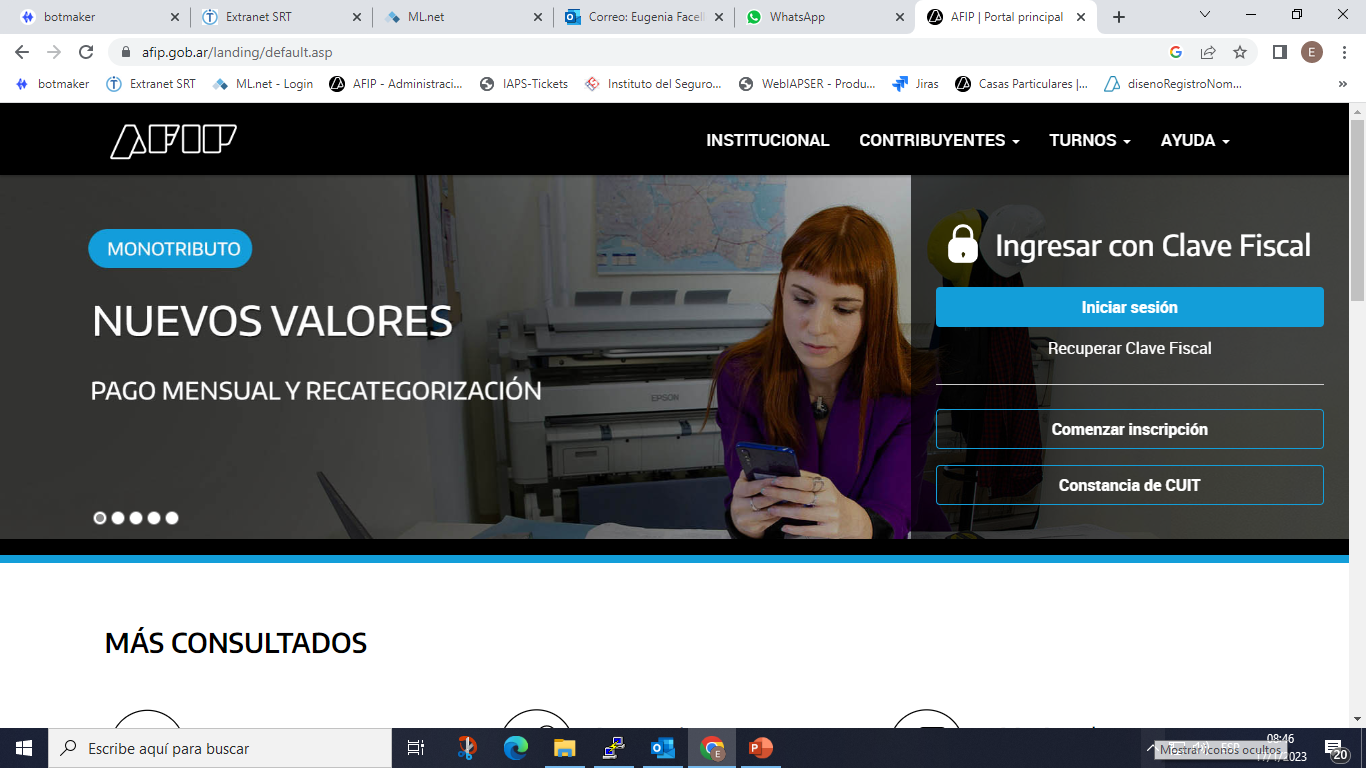 botmaker
Extranet SRT
ML.net
Correo: Eugenia Facell
WhatsApp
AFIP | Portal principal
afip.gob.ar/landing/default.asp
E
botmaker
Extranet SRT
ML.net - Login
AFIP - Administraci...
IAPS-Tickets
Instituto del Seguro...
WebIAPSER - Produ...
Jiras
Casas Particulares |...
disenoRegistroNom...
AFIP
INSTITUCIONAL
CONTRIBUYENTES
TURNOS
AYUDA
MONOTRIBUTO
NUEVOS VALORES
PAGO MENSUAL Y RECATEGORIZACIÓN
EPSON
Ingresar con Clave Fiscal
Iniciar sesión
Recuperar Clave Fiscal
Comenzar inscripción
Constancia de CUIT
MÁS CONSULTADOS
Escribe aquí para buscar
E
08:46
Mostrar iconos ocultos
20